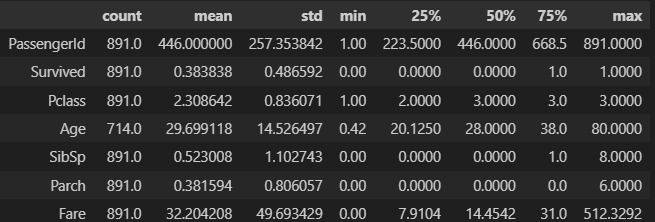 count mean std min 25% 50% 75% max
PassengerId 891.0 446.000000 257.353842 1.00 223.5000 446.0000 668.5 891.0000
Survived 891.0 0.383838 0.486592 0.00 0.0000 0.0000 1.0 1.0000
Pclass 891.0 2.308642 0.836071 1.00 2.0000 3.0000 3.0 3.0000
Age 714.0 29.699118 14.526497 0.42 20.1250 28.0000 38.0 80.0000
SibSp 891.0 0.523008 1.102743 0.00 0.0000 0.0000 1.0 8.0000
Parch 891.0 0.381594 0.806057 0.00 0.0000 0.0000 0.0 6.0000
Fare 891.0 32.204208 49.693429 0.00 7.9104 14.4542 31.0 512.3292